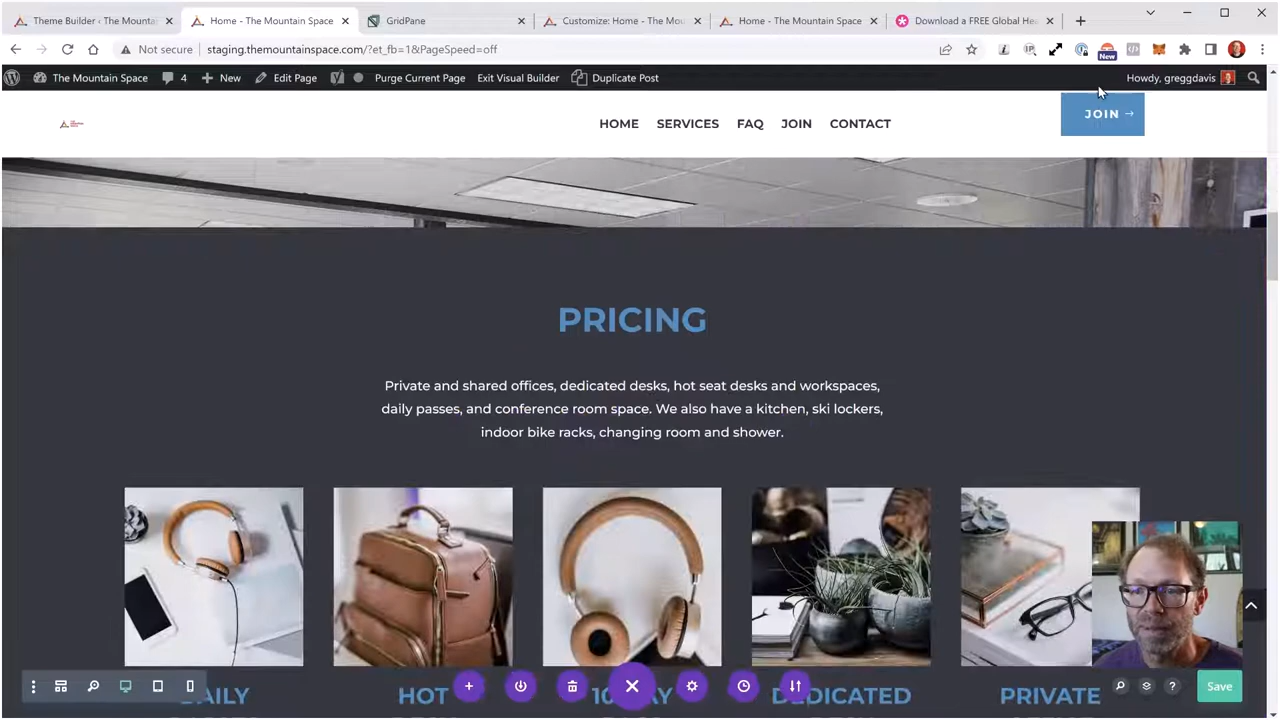 Theme Builder ‹ The Mountai
Home - The Mountain Space
GridPane
Customize: Home - The Mou
Home - The Mountain Space
Download a FREE Global He
Not secure
staging.themountainspace.com/?et_fb=1&PageSpeed=off
New
The Mountain Space
4
New
Edit Page
Purge Current Page
Exit Visual Builder
Duplicate Post
Howdy, greggdavis
HOME
SERVICES
FAQ
JOIN
CONTACT
JOIN →
PRICING
Private and shared offices, dedicated desks, hot seat desks and workspaces,
daily passes, and conference room space. We also have a kitchen, ski lockers,
indoor bike racks, changing room and shower.
DAILY
HOT
DEDICATED
PRIVATE
Save